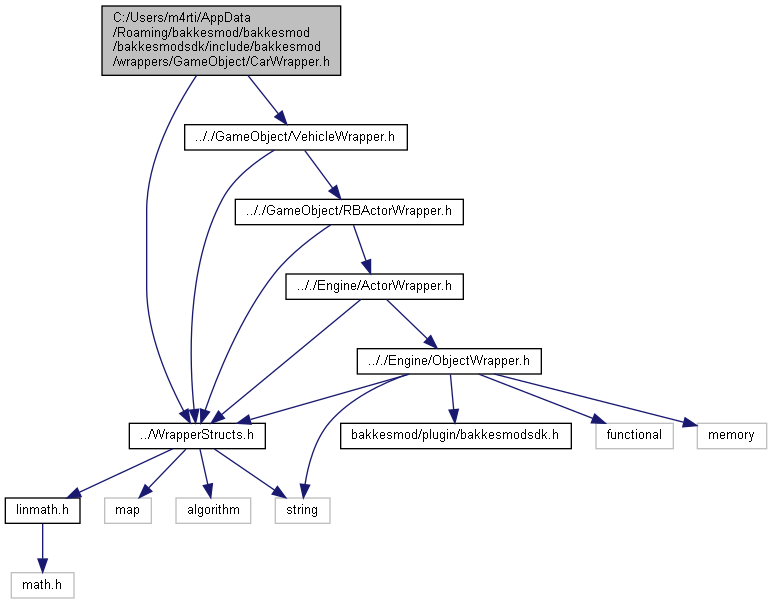 C:/Users/m4rti/AppData
/Roaming/bakkesmod/bakkesmod
/bakkesmodsdk/include/bakkesmod
/wrappers/GameObject/CarWrapper.h
.././GameObject/VehicleWrapper.h
.././GameObject/RBActorWrapper.h
.././Engine/ActorWrapper.h
.././Engine/ObjectWrapper.h
../WrapperStructs.h
bakkesmod/plugin/bakkesmodsdk.h
functional
memory
linmath.h
map
algorithm
string
math.h